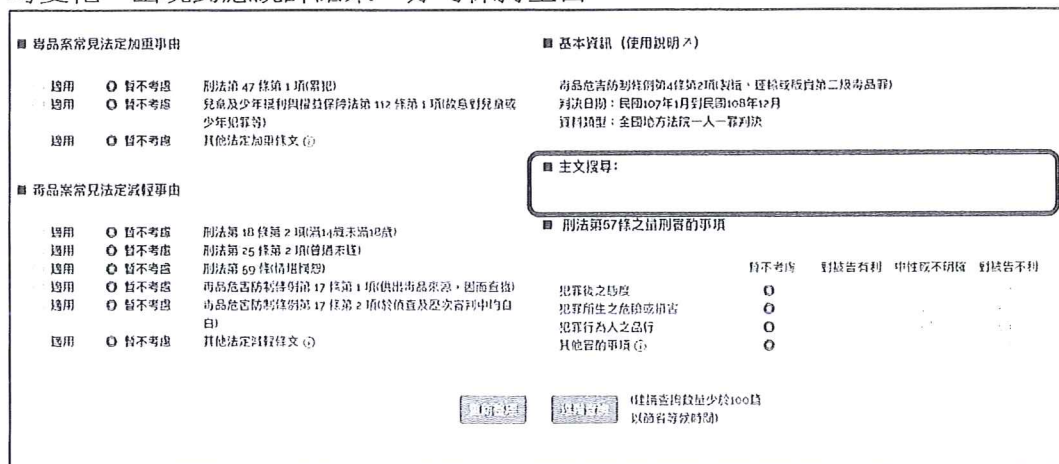 毒品案常見法定加重事由
適用 暫不考慮 刑法第 47 條第 1 項(累犯)
適用 暫不考慮 兒童及少年福利與權益保障法第 112 條第 1 項(故意對兒童或
少年犯罪等)
適用 暫不考慮 其他法定加重條文
毒品案常見法定減輕事由
適用 暫不考慮 刑法第 18 條第 2 項(滿14歲未滿18歲)
適用 暫不考慮 刑法第 25 條第 2 項(普通未遂)
適用 暫不考慮 刑法第 59 條(情堪憫恕)
適用 暫不考慮 毒品危害防制條例第 17 條第 1 項(供出毒品來源,因而查獲)
適用 暫不考慮 毒品危害防制條例第 17 條第 2 項(於偵查及歷次審判中均自
白)
適用 暫不考慮 其他法定減輕條文
基本資訊(使用說明↗)
毒品危害防制條例第4條第2項(製造、運輸或販賣第二級毒品罪)
判決日期:民國107年1月到民國108年12月
資料類型:全國地方法院一人一罪判決
主文搜尋:
刑法第57條之量刑審酌事項
暫不考慮 對被告有利 中性或不明確 對被告不利
犯罪後之態度
犯罪所生之危險或損害
犯罪行為人之品行
其他審酌事項
(建構查詢數量少於100篇
以節省等候時間)